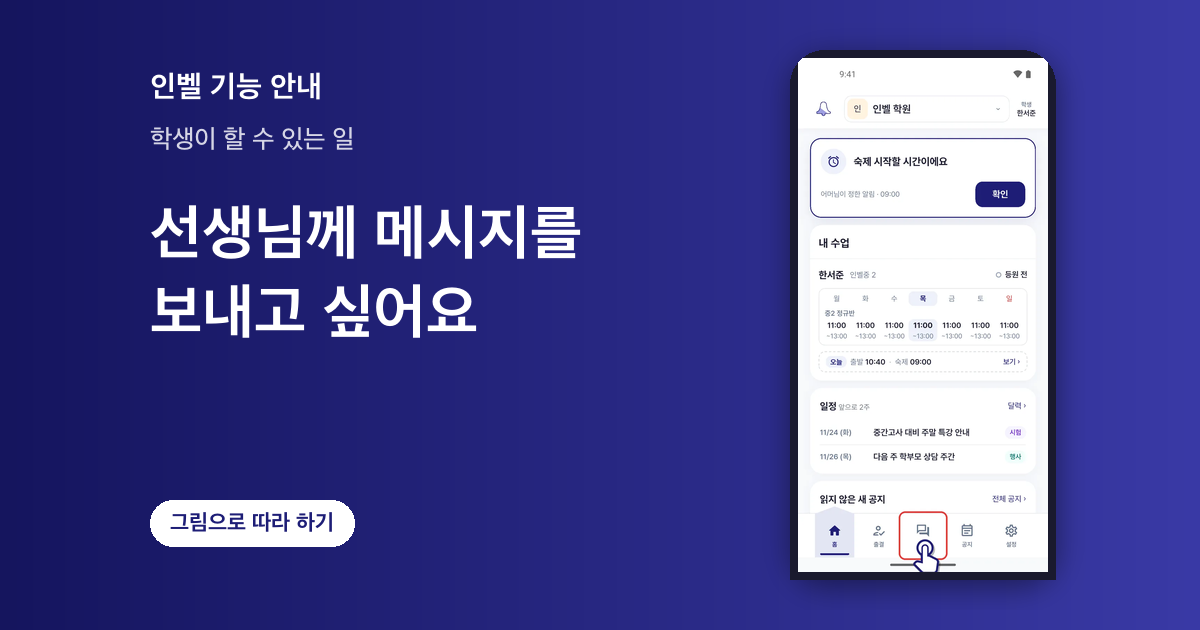 인벨 기능 안내
학생이 할 수 있는 일
선생님께 메시지를
보내고 싶어요
그림으로 따라 하기
9:41
인 인벨 학원
학생
한서준
숙제 시작할 시간이에요
어머님이 정한 알림 · 09:00
확인
내 수업
한서준 인벨중 2
등원 전
월 화 수 목 금 토 일
중2 정규반
11:00 11:00 11:00 11:00 11:00 11:00 11:00
~13:00 ~13:00 ~13:00 ~13:00 ~13:00 ~13:00 ~13:00
오늘 출발 10:40 · 숙제 09:00 보기 ›
일정 앞으로 2주 달력 ›
11/24 (화) 중간고사 대비 주말 특강 안내 시험
11/26 (목) 다음 주 학부모 상담 주간 행사
읽지 않은 새 공지 전체 공지 ›
홈 출결 공지 설정